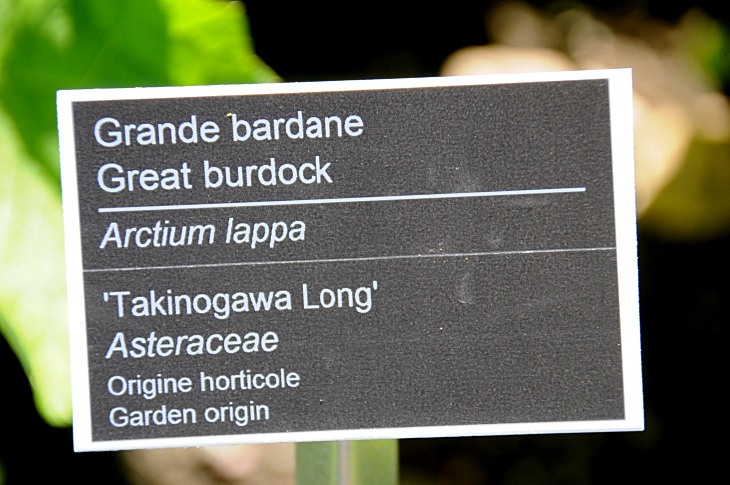 Grande bardane
Great burdock
Arctium lappa
'Takinogawa Long'
Asteraceae
Origine horticole
Garden origin